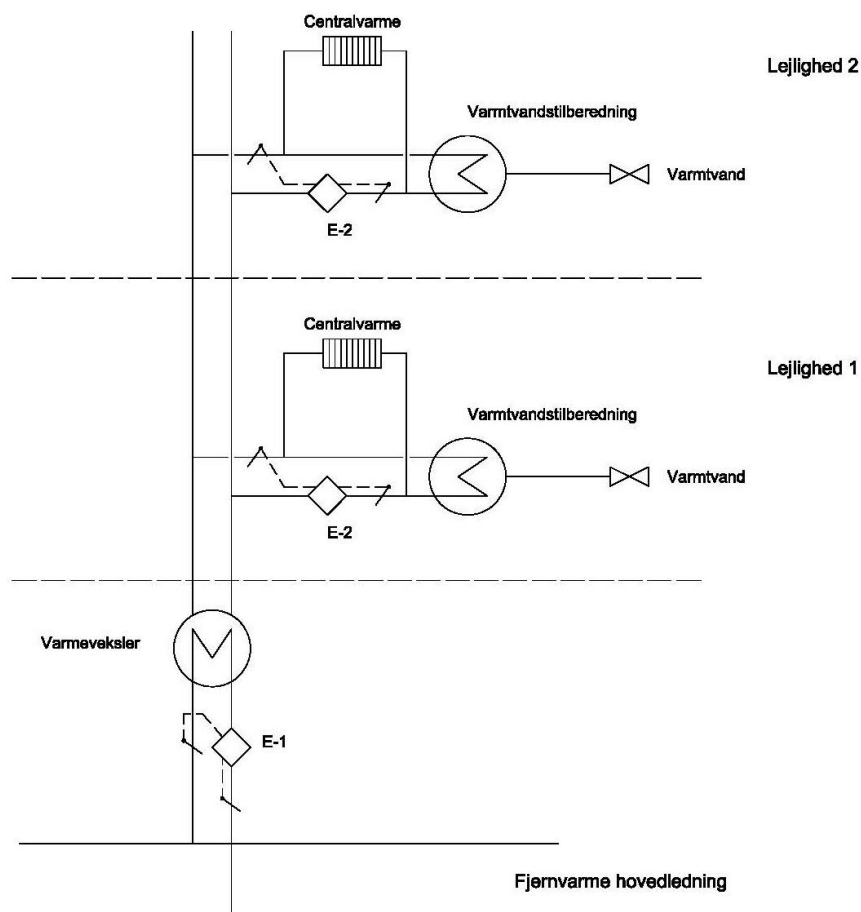 Centralvarme
Lejlighed 2
Varmtvandstilberedning
Varmtvand
E-2
Centralvarme
Lejlighed 1
Varmtvandstilberedning
Varmtvand
E-2
Varmeveksler
E-1
Fjernvarme hovedledning